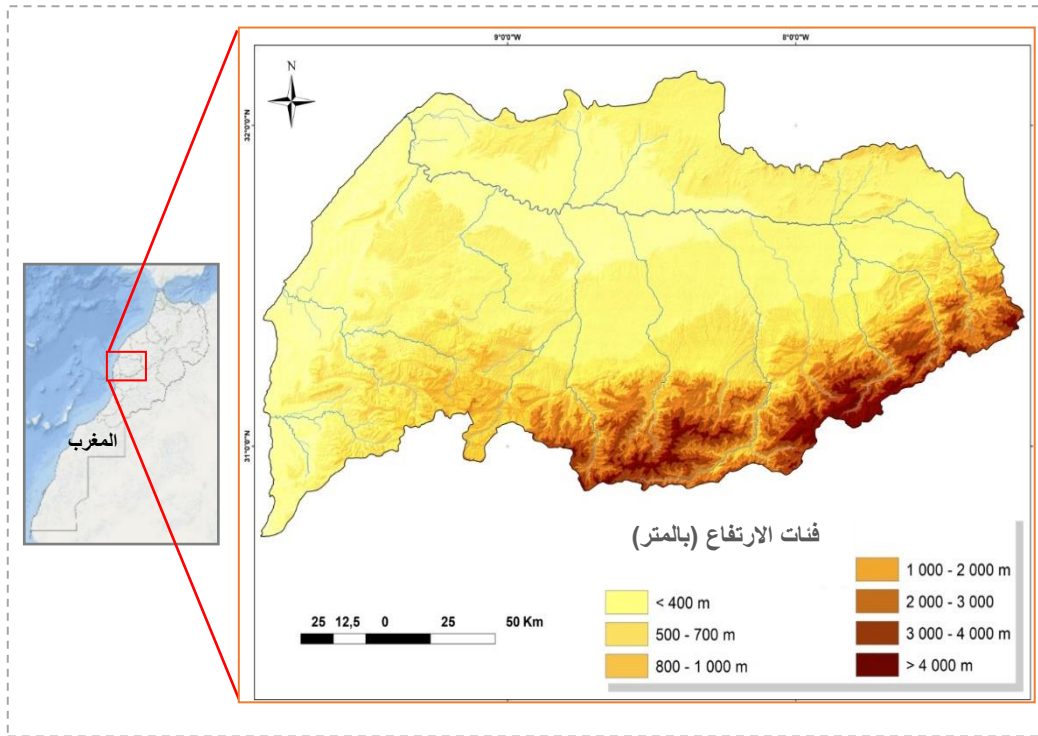 9°0'0"W
8°0'0"W
N
32°0'0"N
31°0'0"N
المغرب
فئات الارتفاع (بالمتر)
< 400 m
500 - 700 m
800 - 1 000 m
1 000 - 2 000 m
2 000 - 3 000
3 000 - 4 000 m
> 4 000 m
25 12,5 0 25 50 Km